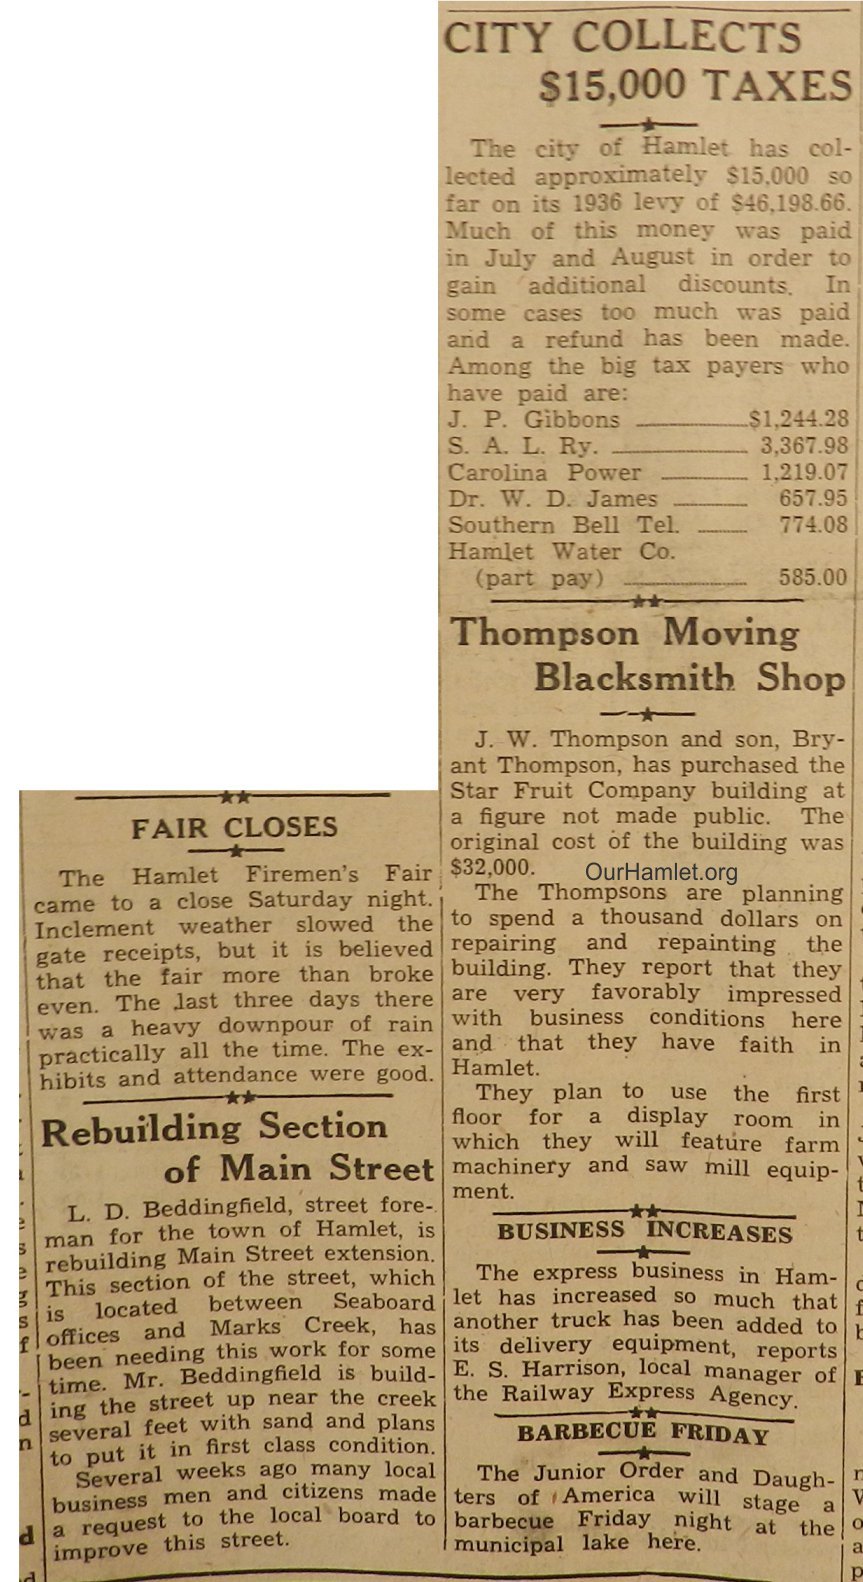 FAIR CLOSES
The Hamlet Firemen's Fair
came to a close Saturday night.
Inclement weather slowed the
gate receipts, but it is believed
that the fair more than broke
even. The last three days there
was a heavy downpour of rain
practically all the time. The ex-
hibits and attendance were good.
Rebuilding Section
of Main Street
L. D. Beddingfield, street fore-
man for the town of Hamlet, is
rebuilding Main Street extension.
This section of the street, which
is located between Seaboard
offices and Marks Creek, has
been needing this work for some
time. Mr. Beddingfield is build-
ing the street up near the creek
several feet with sand and plans
to put it in first class condition.
Several weeks ago many local
business men and citizens made
a request to the local board to
improve this street.
CITY COLLECTS
$15,000 TAXES
The city of Hamlet has col-
lected approximately $15,000 so
far on its 1936 levy of $46,198.66.
Much of this money was paid
in July and August in order to
gain additional discounts. In
some cases too much was paid
and a refund has been made.
Among the big tax payers who
have paid are:
J. P. Gibbons $1,244.28
S. A. L. Ry. 3,367.98
Carolina Power 1,219.07
Dr. W. D. James 657.95
Southern Bell Tel. 774.08
Hamlet Water Co.
(part pay) 585.00
Thompson Moving
Blacksmith Shop
J. W. Thompson and son, Bry-
ant Thompson, has purchased the
Star Fruit Company building at
a figure not made public. The
original cost of the building was
$32,000.
OurHamlet.org
The Thompsons are planning
to spend a thousand dollars on
repairing and repainting the
building. They report that they
are very favorably impressed
with business conditions here
and that they have faith in
Hamlet.
They plan to use the first
floor for a display room in
which they will feature farm
machinery and saw mill equip-
ment.
BUSINESS INCREASES
The express business in Ham-
let has increased so much that
another truck has been added to
its delivery equipment, reports
E. S. Harrison, local manager of
the Railway Express Agency.
BARBECUE FRIDAY
The Junior Order and Daugh-
ters of America will stage a
barbecue Friday night at the
municipal lake here.